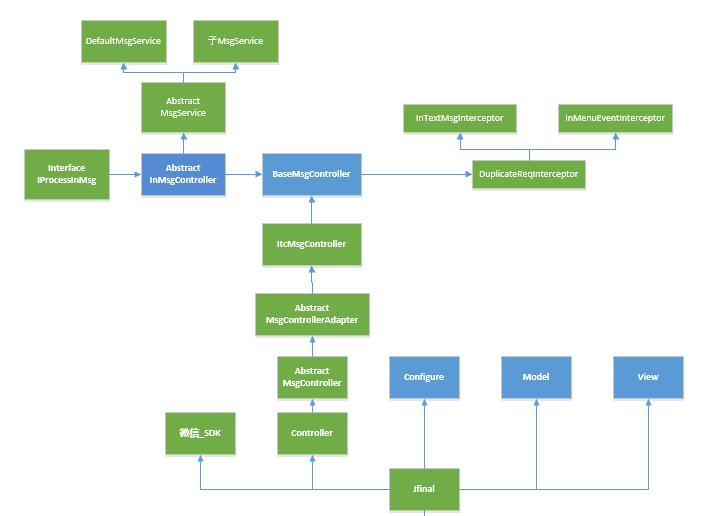 DefaultMsgService
子MsgService
Abstract
MsgService
InTextMsgInterceptor
InMenuEventInterceptor
Interface
IProcessInMsg
Abstract
InMsgController
BaseMsgController
DuplicateReqInterceptor
ItcMsgController
Abstract
MsgControllerAdapter
Abstract
MsgController
Configure
Model
View
微信_SDK
Controller
Jfinal